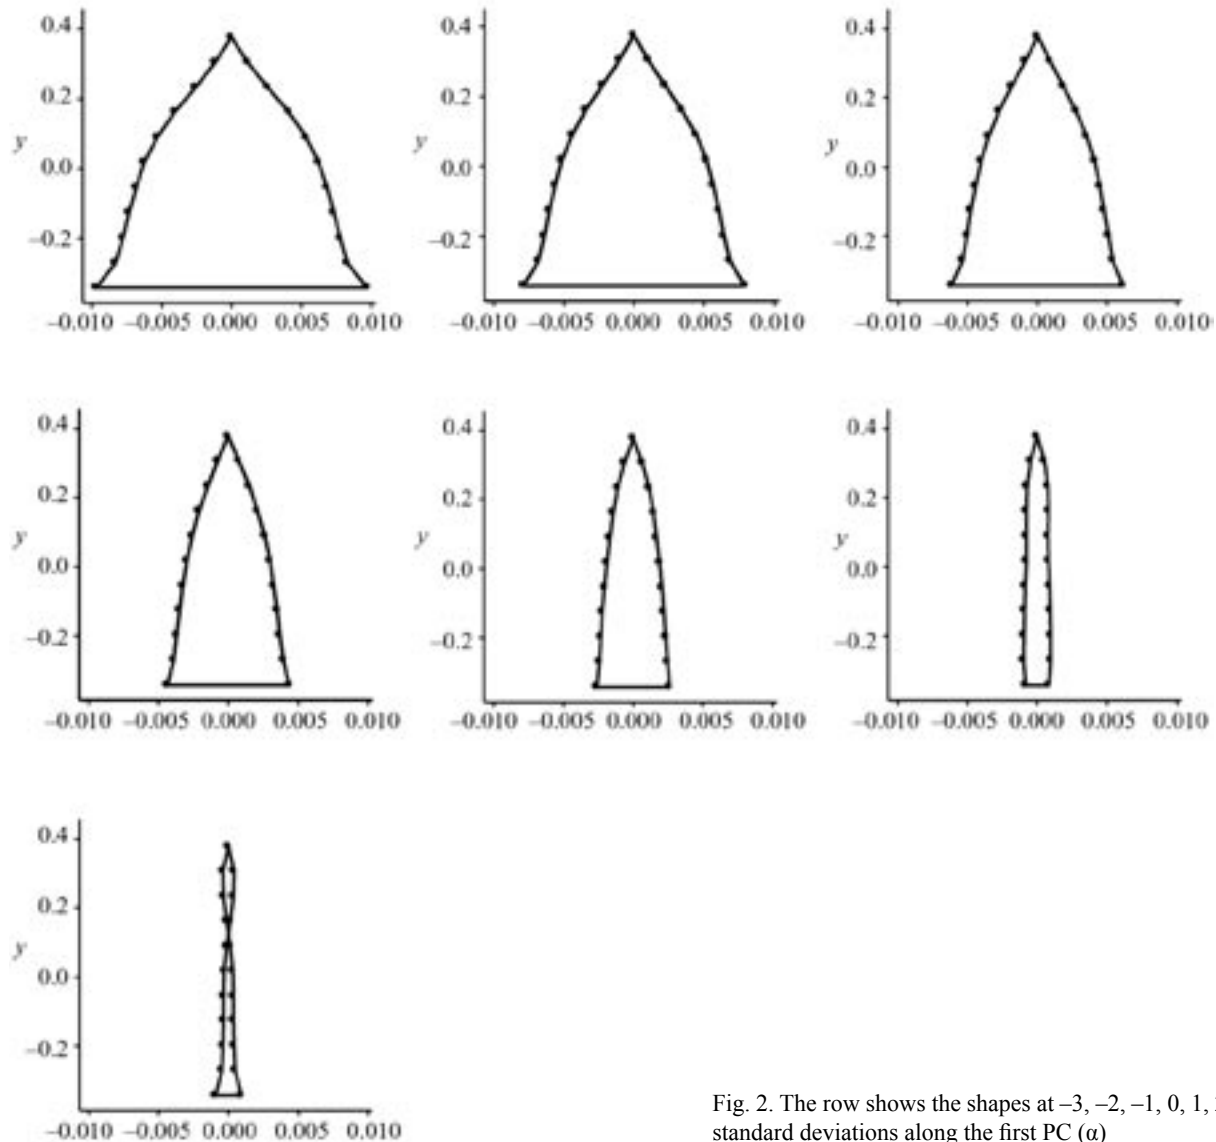 0.4 0.4 0.4
0.2 0.2 0.2
y y y
0.0 0.0 0.0
–0.2 –0.2 –0.2
–0.010 –0.005 0.000 0.005 0.010 –0.010 –0.005 0.000 0.005 0.010 –0.010 –0.005 0.000 0.005 0.010
0.4 0.4 0.4
0.2 0.2 0.2
y y y
0.0 0.0 0.0
–0.2 –0.2 –0.2
–0.010 –0.005 0.000 0.005 0.010 –0.010 –0.005 0.000 0.005 0.010 –0.010 –0.005 0.000 0.005 0.010
0.4
0.2
y
0.0
–0.2
–0.010 –0.005 0.000 0.005 0.010
Fig. 2. The row shows the shapes at –3, –2, –1, 0, 1,
standard deviations along the first PC (α)